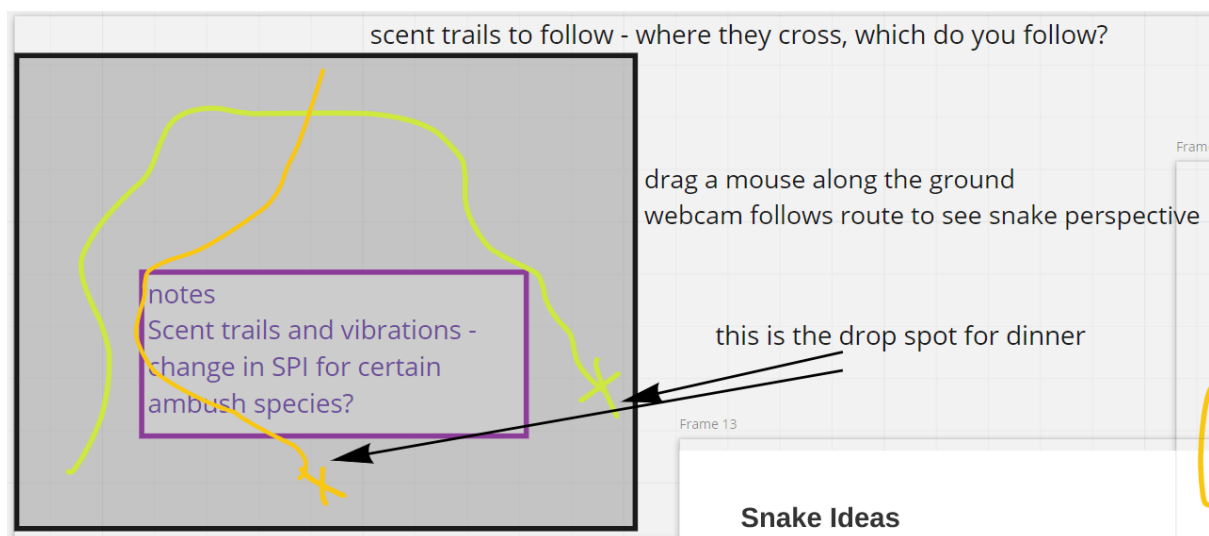 scent trails to follow - where they cross, which do you follow?
Frame
drag a mouse along the ground
webcam follows route to see snake perspective
notes
Scent trails and vibrations -
change in SPI for certain
ambush species?
this is the drop spot for dinner
Frame 13
Snake Ideas